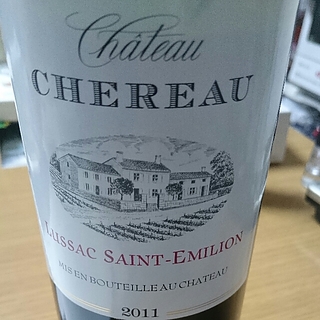 Château
CHEREAU
LUSSAC SAINT-EMILION
MIS EN BOUTEILLE AU CHATEAU
2011